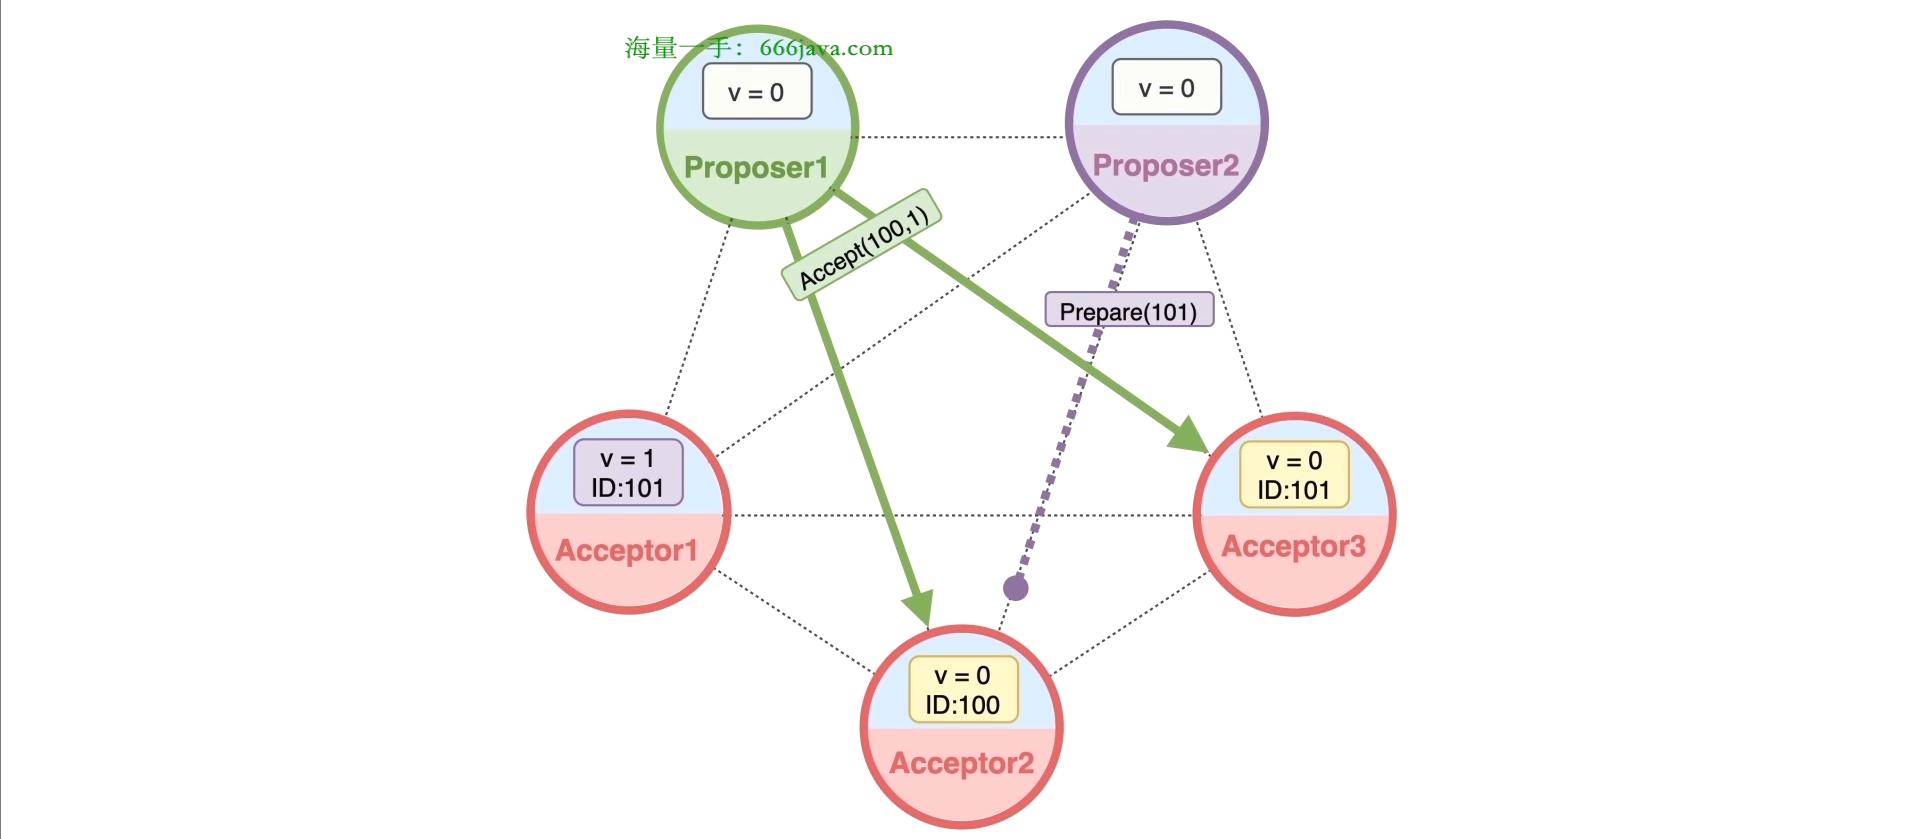 海量一手：666java.com
v = 0
Proposer1
v = 0
Proposer2
Accept(100,1)
Prepare(101)
v = 1
ID:101
Acceptor1
v = 0
ID:101
Acceptor3
v = 0
ID:100
Acceptor2